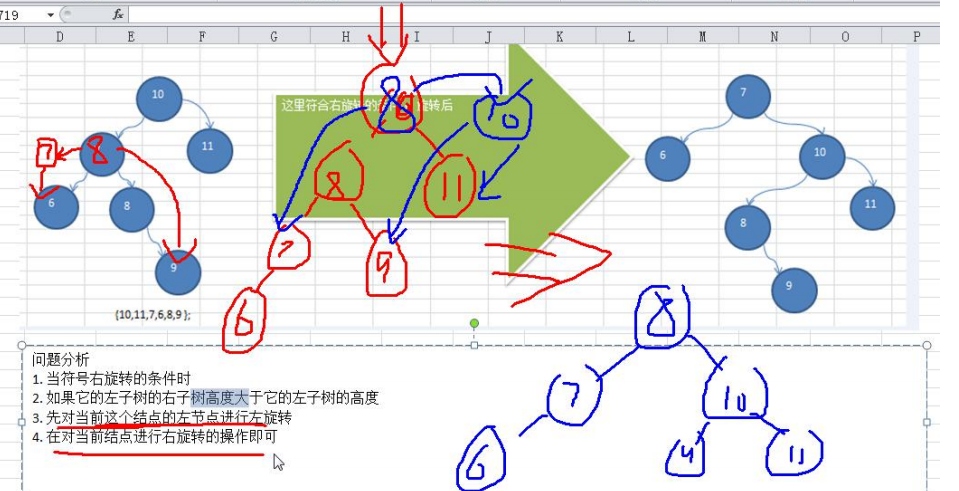 719 fx
D E F G H I J K L M N O P
10
11
7 8
6 8
9
{10,11,7,6,8,9 };
这里符合右旋转的 旋转后
8 10
8 11
7 9
6
7
6 10
8 11
9
8
7 10
6 9 11
问题分析
1. 当符号右旋转的条件时
2. 如果它的左子树的右子树高度大于它的左子树的高度
3. 先对当前这个结点的左节点进行左旋转
4. 在对当前结点进行右旋转的操作即可